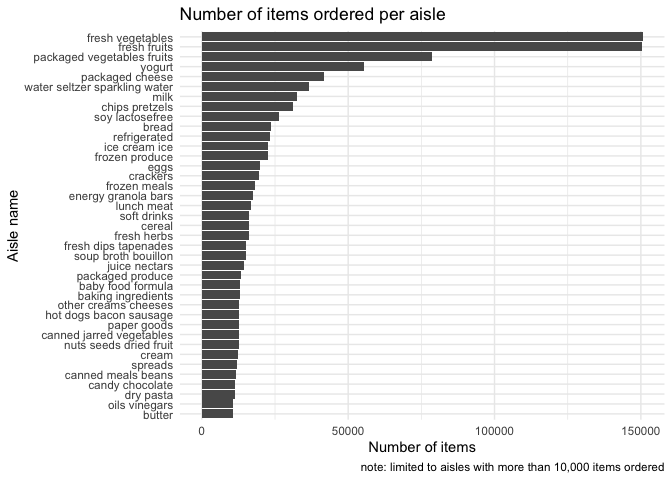 Number of items ordered per aisle
Aisle name
fresh vegetables
fresh fruits
packaged vegetables fruits
yogurt
packaged cheese
water seltzer sparkling water
milk
chips pretzels
soy lactosefree
bread
refrigerated
ice cream ice
frozen produce
eggs
crackers
frozen meals
energy granola bars
lunch meat
soft drinks
cereal
fresh herbs
fresh dips tapenades
soup broth bouillon
juice nectars
packaged produce
baby food formula
baking ingredients
other creams cheeses
hot dogs bacon sausage
paper goods
canned jarred vegetables
nuts seeds dried fruit
cream
spreads
canned meals beans
candy chocolate
dry pasta
oils vinegars
butter
0 50000 100000 150000
Number of items
note: limited to aisles with more than 10,000 items ordered